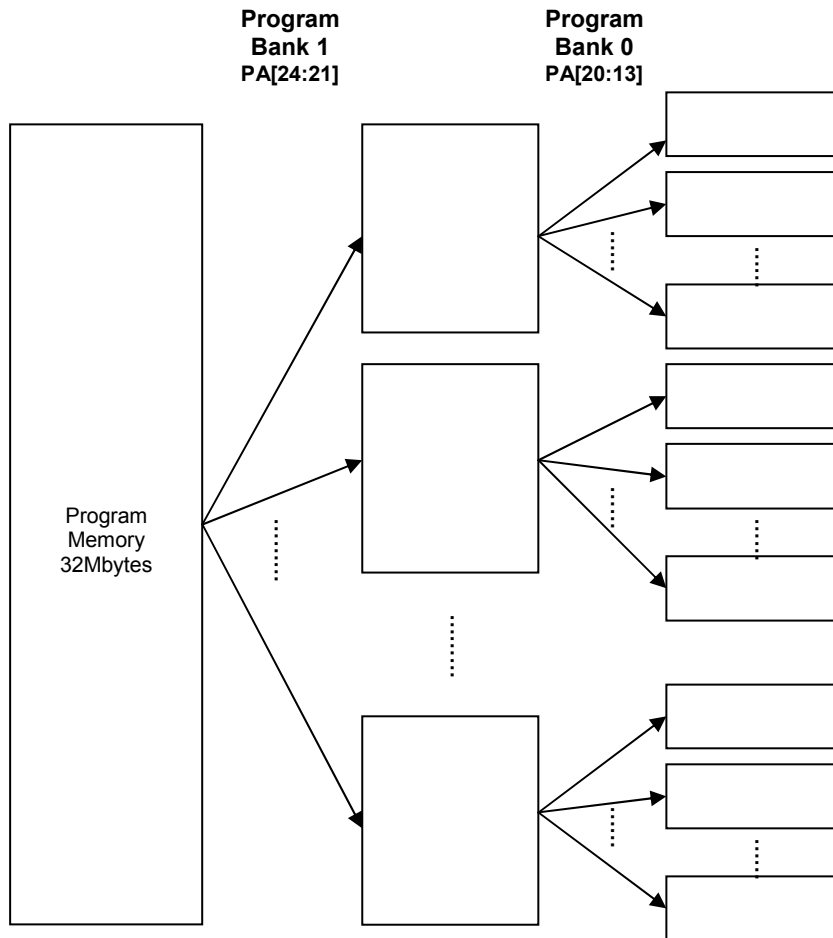 Program
Bank 1
PA[24:21]
Program
Bank 0
PA[20:13]
Program
Memory
32Mbytes